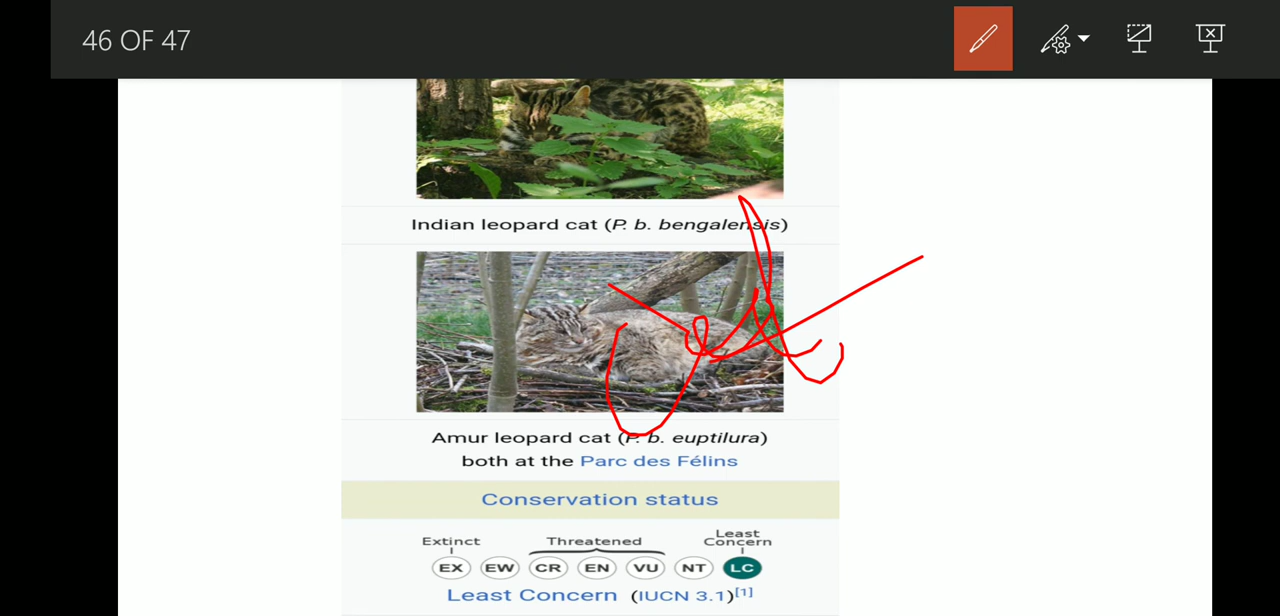 46 OF 47
Indian leopard cat (P. b. bengalensis)
Amur leopard cat (P. b. euptilura)
both at the Parc des Félins
Conservation status
Extinct Threatened Least Concern
EX EW CR EN VU NT LC
Least Concern (IUCN 3.1)[1]